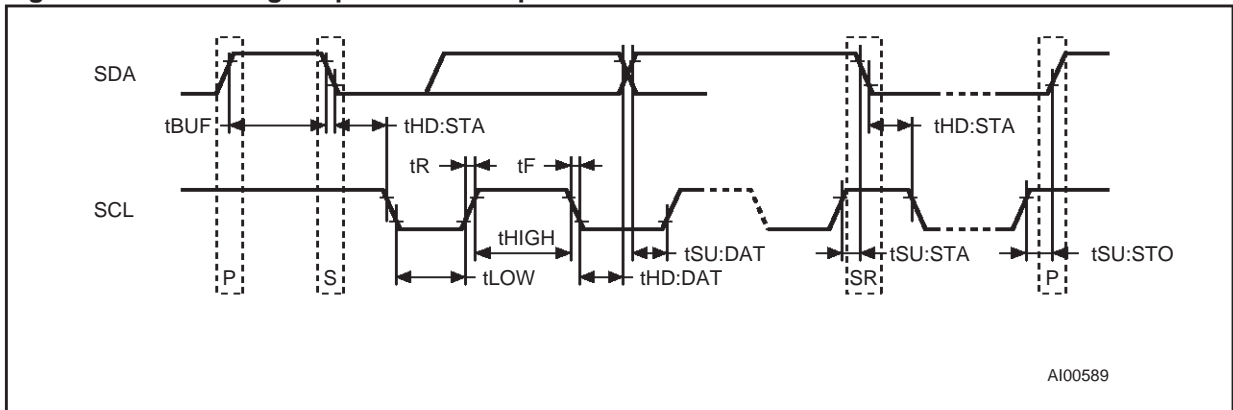 SDA
tBUF
tHD:STA
tHD:STA
tR
tF
SCL
tHIGH
tSU:DAT
tSU:STA
tSU:STO
P
S
tLOW
tHD:DAT
SR
P
AI00589